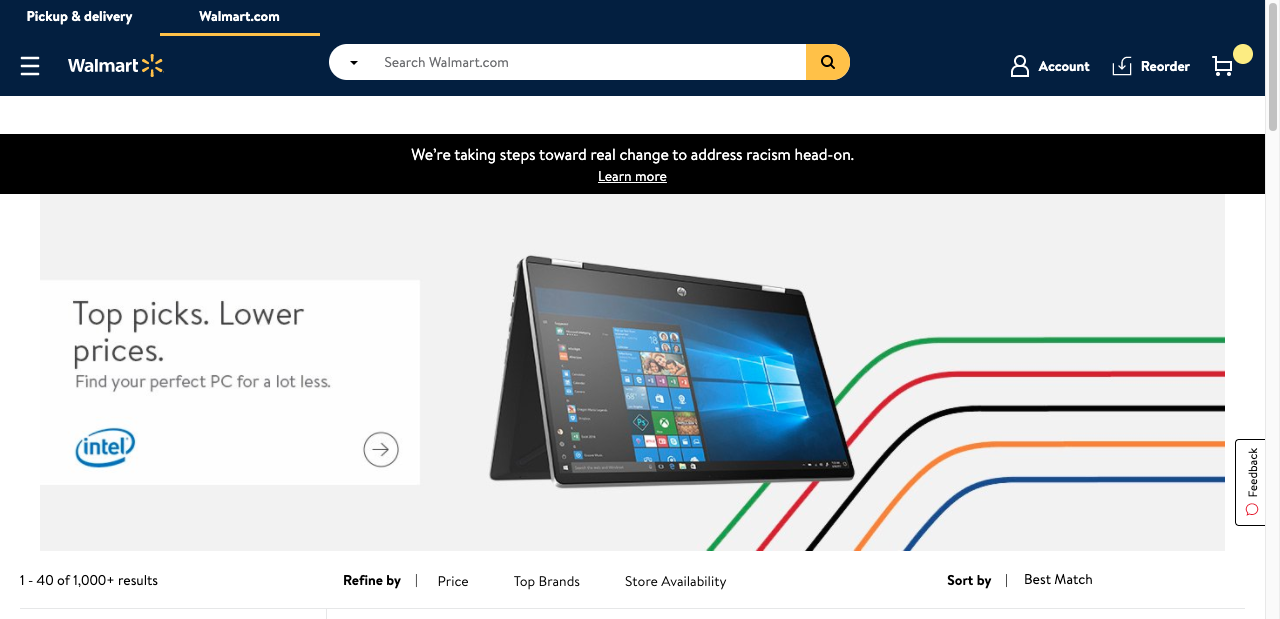 Pickup & delivery
Walmart.com
Walmart
Search Walmart.com
Account
Reorder
We're taking steps toward real change to address racism head-on.
Learn more
Top picks. Lower
prices.
Find your perfect PC for a lot less.
intel
hp
Feedback
1 - 40 of 1,000+ results
Refine by
Price
Top Brands
Store Availability
Sort by
Best Match